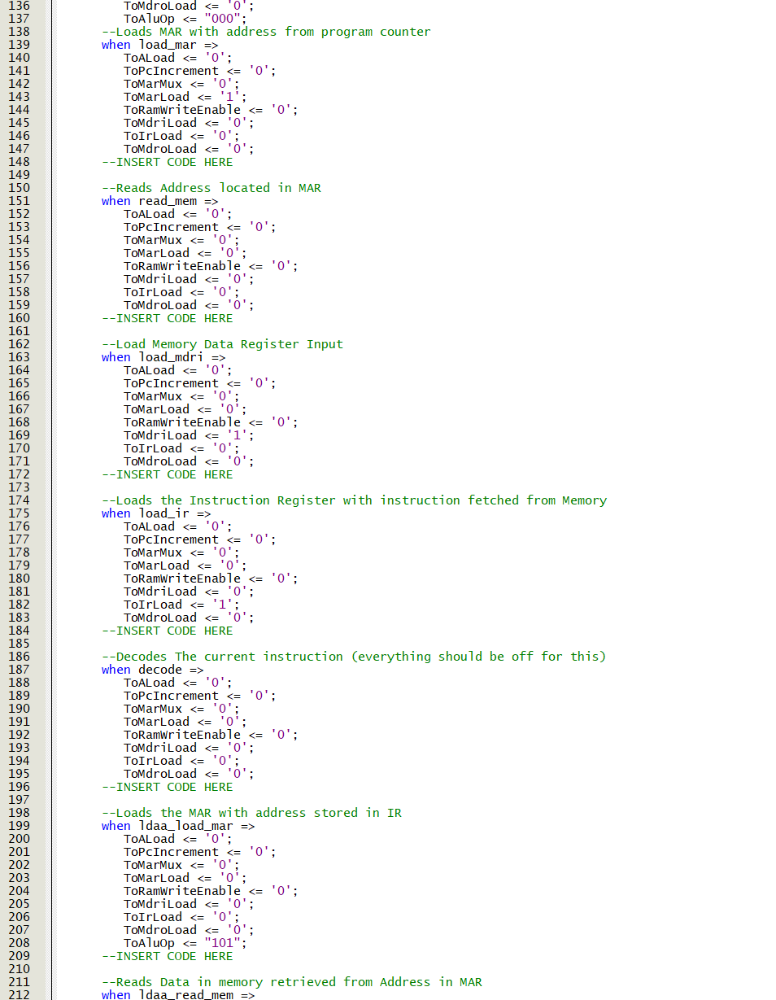 136 ToMdroLoad <= '0';
137 ToAluOp <= "000";
138 --Loads MAR with address from program counter
139 when load_mar =>
140 ToALoad <= '0';
141 ToPcIncrement <= '0';
142 ToMarMux <= '0';
143 ToMarLoad <= '1';
144 ToRamWriteEnable <= '0';
145 ToMdriLoad <= '0';
146 ToIrLoad <= '0';
147 ToMdroLoad <= '0';
148 --INSERT CODE HERE
149
150 --Reads Address located in MAR
151 when read_mem =>
152 ToALoad <= '0';
153 ToPcIncrement <= '0';
154 ToMarMux <= '0';
155 ToMarLoad <= '0';
156 ToRamWriteEnable <= '0';
157 ToMdriLoad <= '0';
158 ToIrLoad <= '0';
159 ToMdroLoad <= '0';
160 --INSERT CODE HERE
161
162 --Load Memory Data Register Input
163 when load_mdri =>
164 ToALoad <= '0';
165 ToPcIncrement <= '0';
166 ToMarMux <= '0';
167 ToMarLoad <= '0';
168 ToRamWriteEnable <= '0';
169 ToMdriLoad <= '1';
170 ToIrLoad <= '0';
171 ToMdroLoad <= '0';
172 --INSERT CODE HERE
173
174 --Loads the Instruction Register with instruction fetched from Memory
175 when load_ir =>
176 ToALoad <= '0';
177 ToPcIncrement <= '0';
178 ToMarMux <= '0';
179 ToMarLoad <= '0';
180 ToRamWriteEnable <= '0';
181 ToMdriLoad <= '0';
182 ToIrLoad <= '1';
183 ToMdroLoad <= '0';
184 --INSERT CODE HERE
185
186 --Decodes The current instruction (everything should be off for this)
187 when decode =>
188 ToALoad <= '0';
189 ToPcIncrement <= '0';
190 ToMarMux <= '0';
191 ToMarLoad <= '0';
192 ToRamWriteEnable <= '0';
193 ToMdriLoad <= '0';
194 ToIrLoad <= '0';
195 ToMdroLoad <= '0';
196 --INSERT CODE HERE
197
198 --Loads the MAR with address stored in IR
199 when ldaa_load_mar =>
200 ToALoad <= '0';
201 ToPcIncrement <= '0';
202 ToMarMux <= '0';
203 ToMarLoad <= '0';
204 ToRamWriteEnable <= '0';
205 ToMdriLoad <= '0';
206 ToIrLoad <= '0';
207 ToMdroLoad <= '0';
208 ToAluOp <= "101";
209 --INSERT CODE HERE
210
211 --Reads Data in memory retrieved from Address in MAR
212 when ldaa_read_mem =>